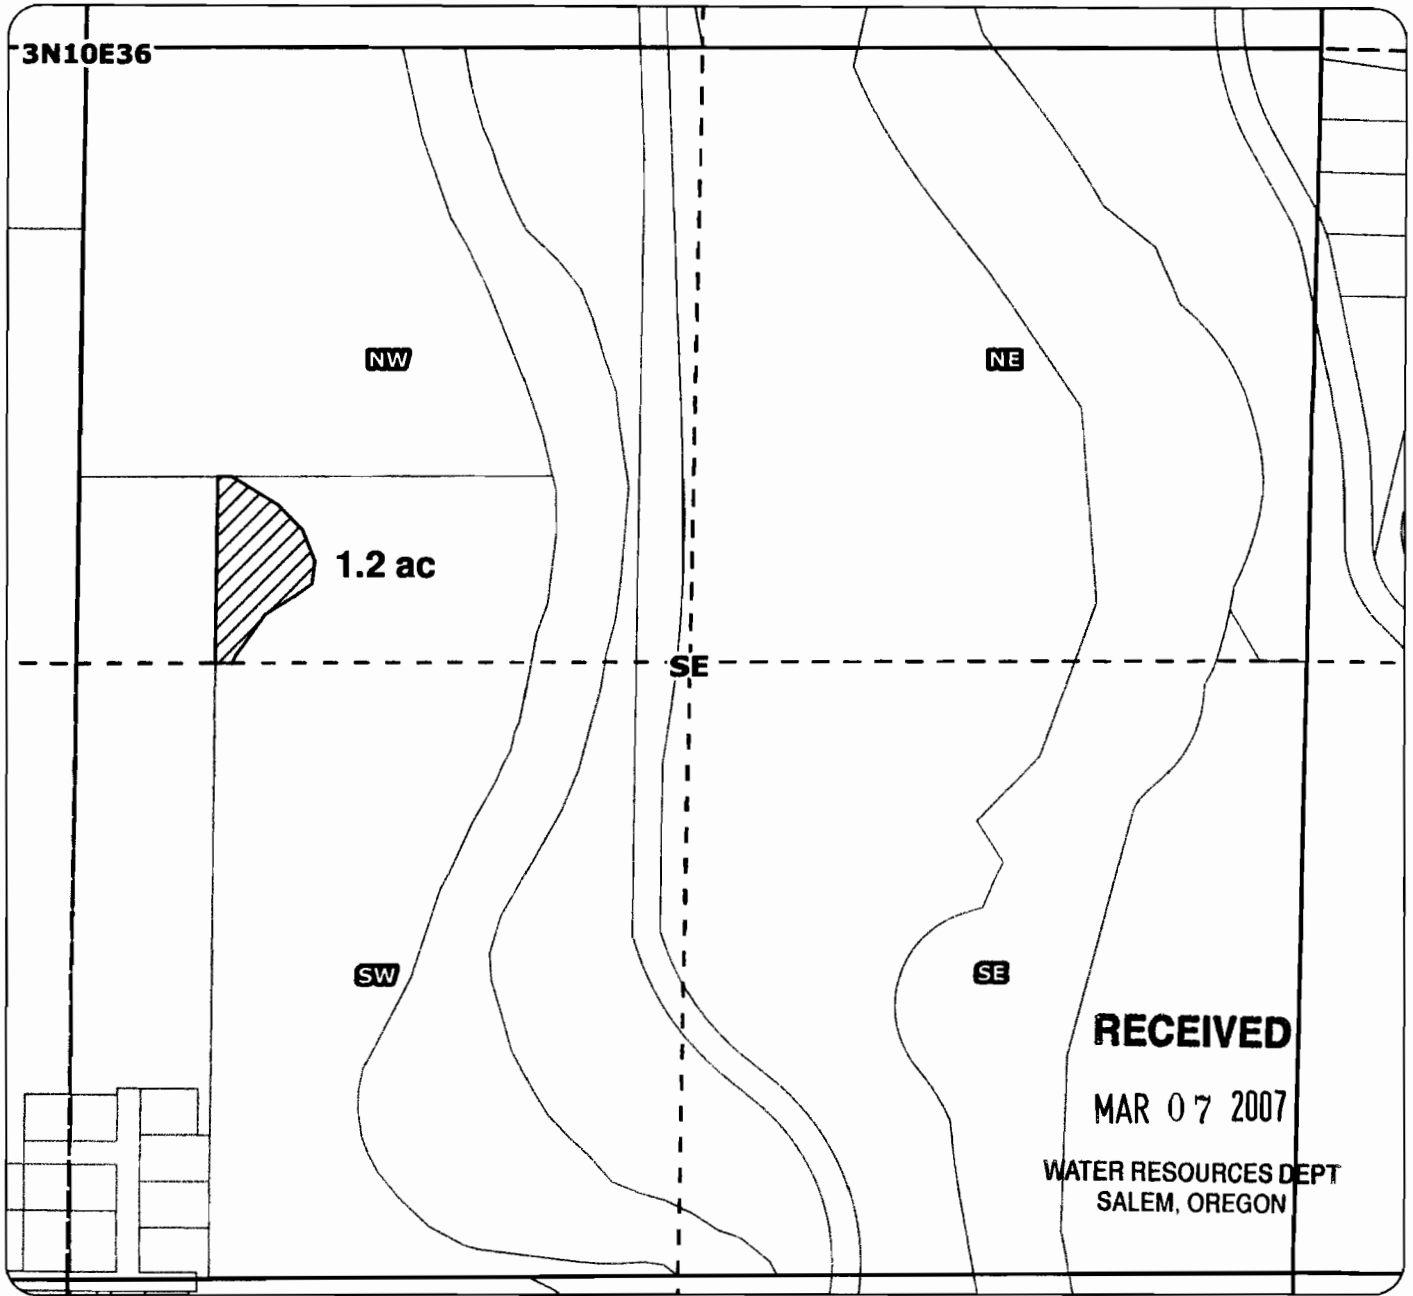 3N10E36
NW
NE
1.2 ac
SE
SW
SE
RECEIVED
MAR 07 2007
WATER RESOURCES DEPT
SALEM, OREGON